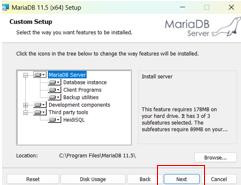 MariaDB 11.5 (x64) Setup
Custom Setup
Select the way you want features to be installed.
MariaDB
Server
Click the icons in the tree below to change the way features will be installed.
MariaDB Server
Database instance
Client Programs
Backup utilities
Development components
Third party tools
HeidiSQL
Install server
This feature requires 178MB on
your hard drive. It has 3 of 3
subfeatures selected. The
subfeatures require 89MB on your...
Location:
C:\Program Files\MariaDB 11.5\
Browse...
Reset
Disk Usage
Back
Next
Cancel